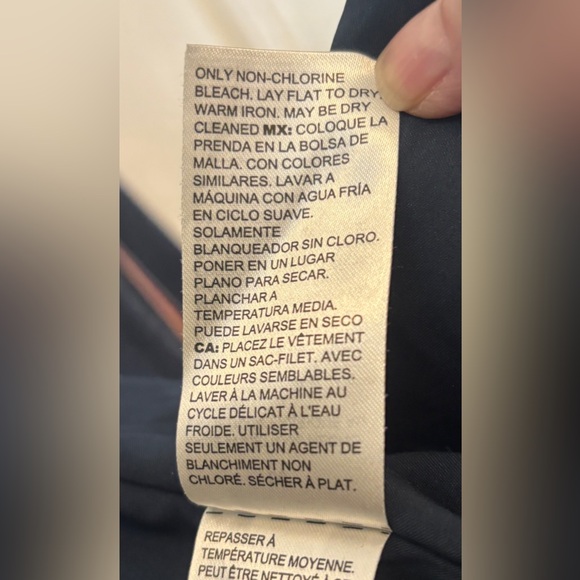 ONLY NON-CHLORINE
BLEACH. LAY FLAT TO DRY.
WARM IRON. MAY BE DRY
CLEANED MX: COLOQUE LA
PRENDA EN LA BOLSA DE
MALLA. CON COLORES
SIMILARES. LAVAR A
MÁQUINA CON AGUA FRÍA
EN CICLO SUAVE.
SOLAMENTE
BLANQUEADOR SIN CLORO.
PONER EN UN LUGAR
PLANO PARA SECAR.
PLANCHAR A
TEMPERATURA MEDIA.
PUEDE LAVARSE EN SECO
CA: PLACEZ LE VÊTEMENT
DANS UN SAC-FILET. AVEC
COULEURS SEMBLABLES.
LAVER À LA MACHINE AU
CYCLE DÉLICAT À L'EAU
FROIDE. UTILISER
SEULEMENT UN AGENT DE
BLANCHIMENT NON
CHLORÉ. SÉCHER À PLAT.
REPASSER À
TEMPÉRATURE MOYENNE.
PEUT ÊTRE NETTOYÉ À